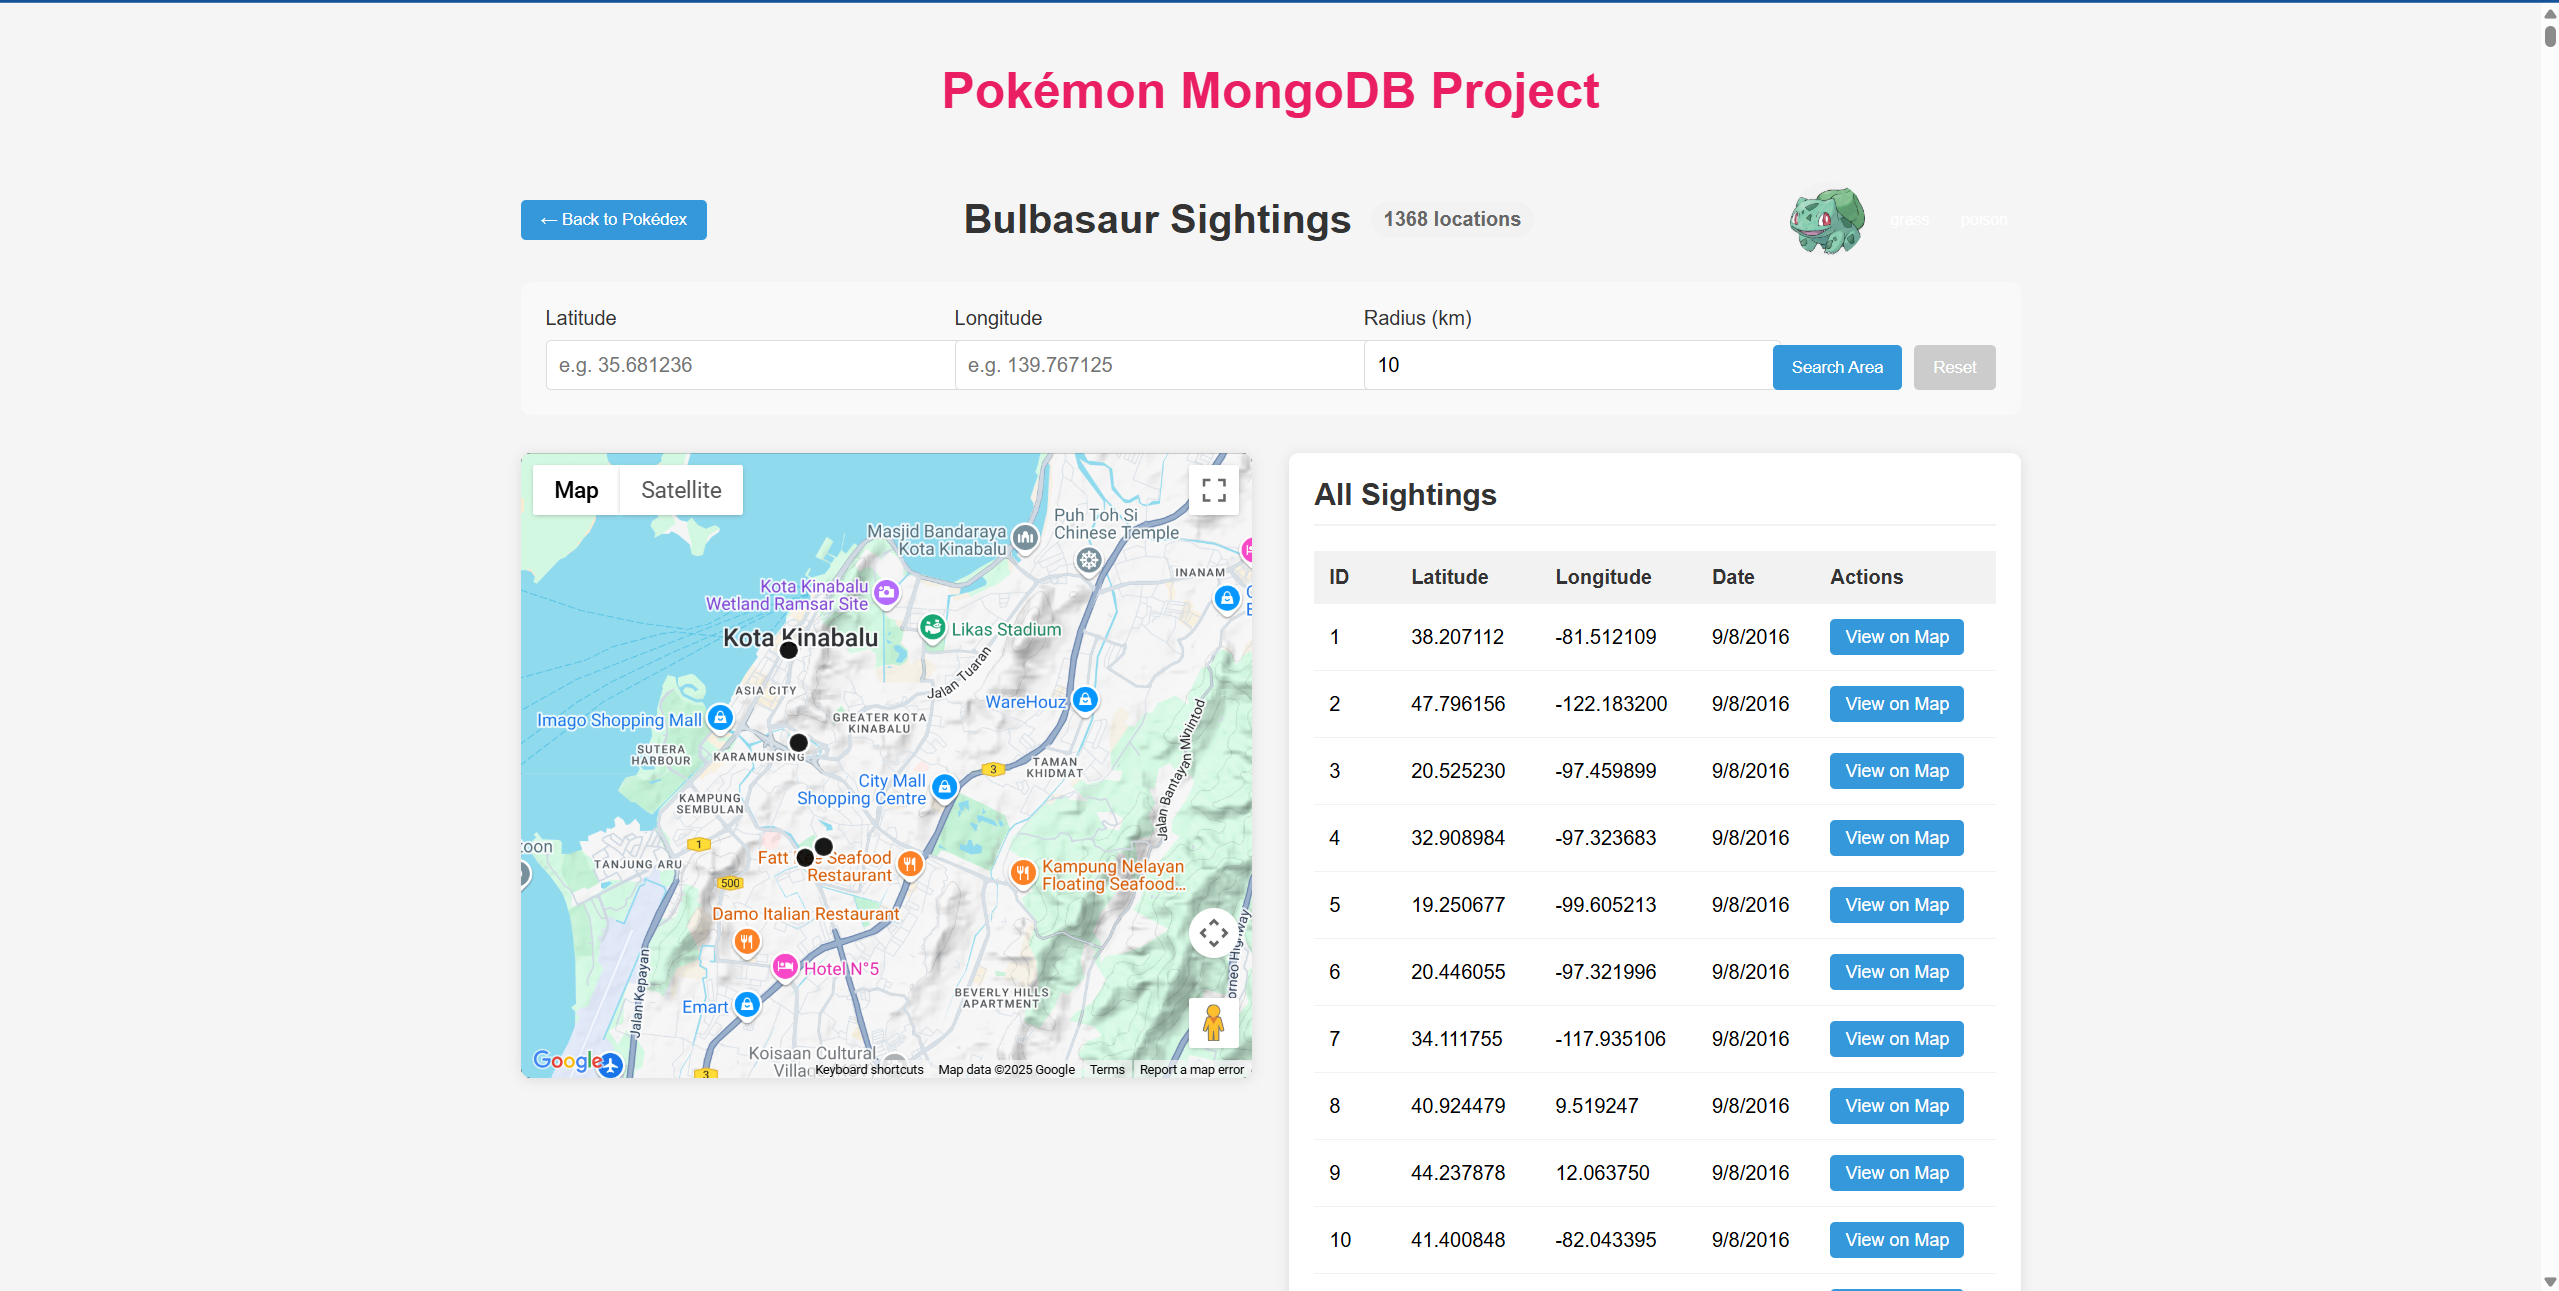 Pokémon MongoDB Project
← Back to Pokédex
Bulbasaur Sightings
1368 locations
grass
poison
Latitude
Longitude
Radius (km)
e.g. 35.681236
e.g. 139.767125
10
Search Area
Reset
Map
Satellite
Masjid Bandaraya
Kota Kinabalu
Puh Toh Si
Chinese Temple
INANAM
Kota Kinabalu
Wetland Ramsar Site
Likas Stadium
Kota Kinabalu
Jalan Tuaran
ASIA CITY
WareHouz
Imago Shopping Mall
GREATER KOTA
KINABALU
SUTERA
HARBOUR
KARAMUNSING
Jalan Bantayan Minintod
3
TAMAN
KHIDMAT
City Mall
Shopping Centre
KAMPUNG
SEMBULAN
1
TANJUNG ARU
Fatt Seafood
Restaurant
Kampung Nelayan
Floating Seafood...
500
Damo Italian Restaurant
Hotel N°5
Jalan Kepayan
BEVERLY HILLS
APARTMENT
Emart
Koisaan Cultural
3
Google
Keyboard shortcuts
Map data ©2025 Google
Terms
Report a map error
All Sightings
ID Latitude Longitude Date Actions
1 38.207112 -81.512109 9/8/2016 View on Map
2 47.796156 -122.183200 9/8/2016 View on Map
3 20.525230 -97.459899 9/8/2016 View on Map
4 32.908984 -97.323683 9/8/2016 View on Map
5 19.250677 -99.605213 9/8/2016 View on Map
6 20.446055 -97.321996 9/8/2016 View on Map
7 34.111755 -117.935106 9/8/2016 View on Map
8 40.924479 9.519247 9/8/2016 View on Map
9 44.237878 12.063750 9/8/2016 View on Map
10 41.400848 -82.043395 9/8/2016 View on Map